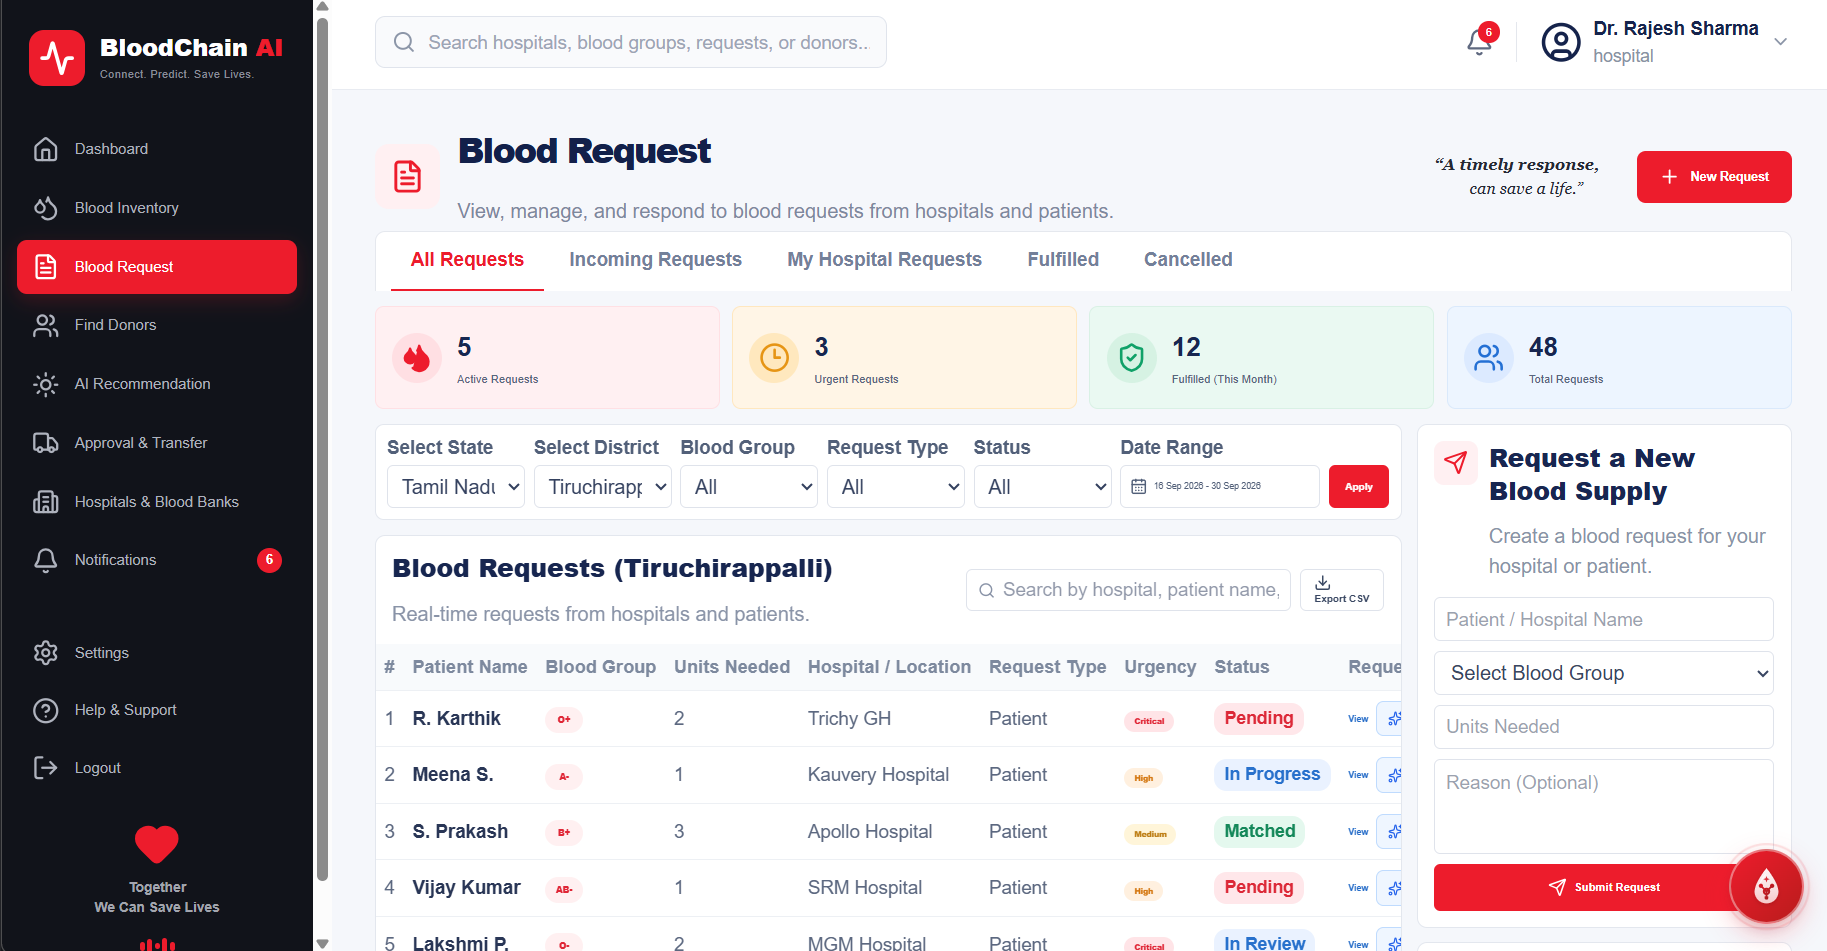 BloodChain AI
Connect. Predict. Save Lives.
Dashboard
Blood Inventory
Blood Request
Find Donors
AI Recommendation
Approval & Transfer
Hospitals & Blood Banks
Notifications 6
Settings
Help & Support
Logout
Together
We Can Save Lives
Search hospitals, blood groups, requests, or donors..
6
Dr. Rajesh Sharma
hospital
Blood Request
View, manage, and respond to blood requests from hospitals and patients.
“A timely response,
can save a life.”
New Request
All Requests Incoming Requests My Hospital Requests Fulfilled Cancelled
5
Active Requests
3
Urgent Requests
12
Fulfilled (This Month)
48
Total Requests
Select State Select District Blood Group Request Type Status Date Range
Tamil Nadu Tiruchirapp All All All 16 Sep 2026 - 30 Sep 2026 Apply
Blood Requests (Tiruchirappalli)
Real-time requests from hospitals and patients.
Search by hospital, patient name,
Export CSV
# Patient Name Blood Group Units Needed Hospital / Location Request Type Urgency Status Reque
1 R. Karthik O+ 2 Trichy GH Patient Critical Pending View
2 Meena S. A- 1 Kauvery Hospital Patient High In Progress View
3 S. Prakash B+ 3 Apollo Hospital Patient Medium Matched View
4 Vijay Kumar AB- 1 SRM Hospital Patient High Pending View
5 Lakshmi P. O- 2 MGM Hospital Patient Critical In Review View
Request a New
Blood Supply
Create a blood request for your
hospital or patient.
Patient / Hospital Name
Select Blood Group
Units Needed
Reason (Optional)
Submit Request